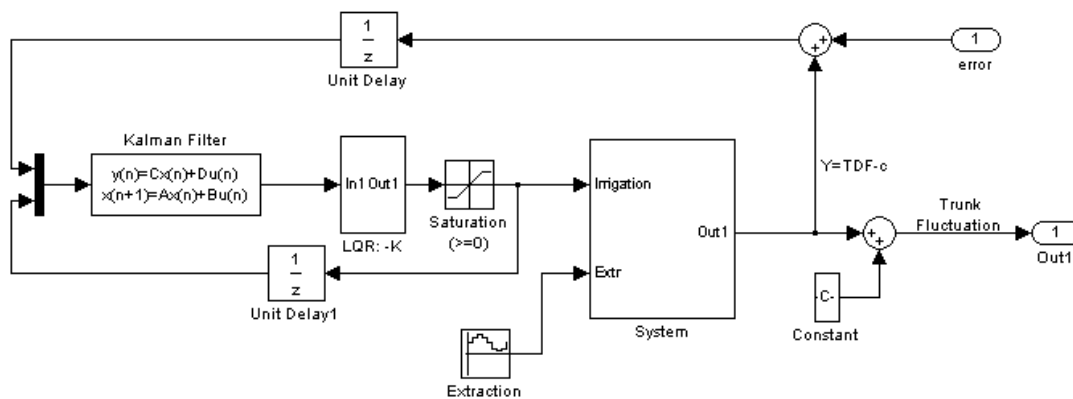 1
z
Unit Delay
1
error
Kalman Filter
y(n)=Cx(n)+Du(n)
x(n+1)=Ax(n)+Bu(n)
In1 Out1
LQR: -K
Saturation
(>=0)
1
z
Unit Delay1
Irrigation
Extr
Out1
System
Extraction
Y=TDF-c
Trunk
Fluctuation
1
Out1
-C-
Constant